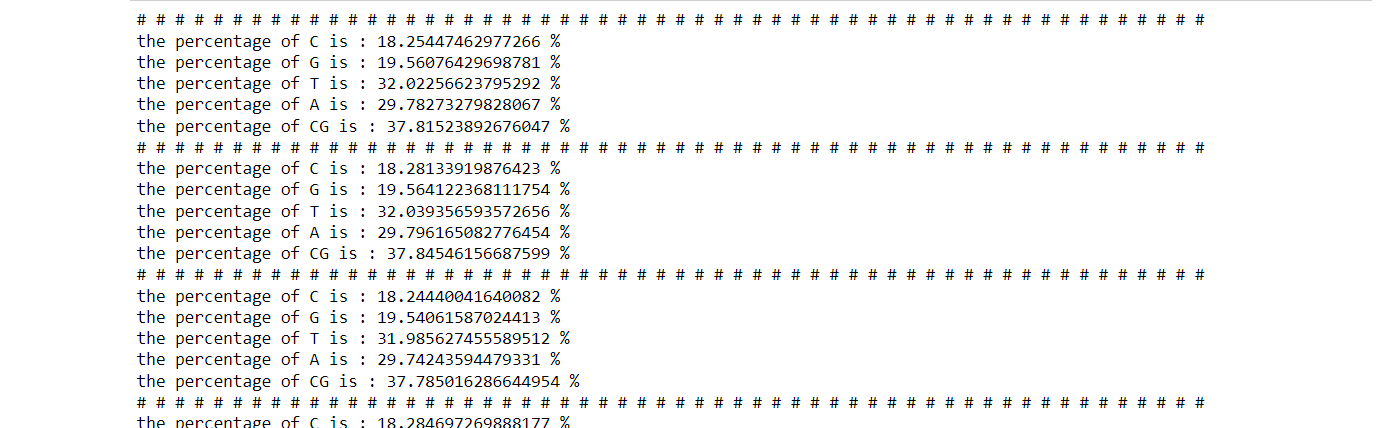 # # # # # # # # # # # # # # # # # # # # # # # # # # # # # # # # # # # # # # # # # # # # # # # # # # # # # # # #
the percentage of C is : 18.25447462977266 %
the percentage of G is : 19.56076429698781 %
the percentage of T is : 32.02256623795292 %
the percentage of A is : 29.78273279828067 %
the percentage of CG is : 37.81523892676047 %
# # # # # # # # # # # # # # # # # # # # # # # # # # # # # # # # # # # # # # # # # # # # # # # # # # # # # # # #
the percentage of C is : 18.28133919876423 %
the percentage of G is : 19.564122368111754 %
the percentage of T is : 32.039356593572656 %
the percentage of A is : 29.796165082776454 %
the percentage of CG is : 37.84546156687599 %
# # # # # # # # # # # # # # # # # # # # # # # # # # # # # # # # # # # # # # # # # # # # # # # # # # # # # # # #
the percentage of C is : 18.24440041640082 %
the percentage of G is : 19.54061587024413 %
the percentage of T is : 31.985627455589512 %
the percentage of A is : 29.74243594479331 %
the percentage of CG is : 37.785016286644954 %
# # # # # # # # # # # # # # # # # # # # # # # # # # # # # # # # # # # # # # # # # # # # # # # # # # # # # # # #
the percentage of C is : 18.284697269888177 %